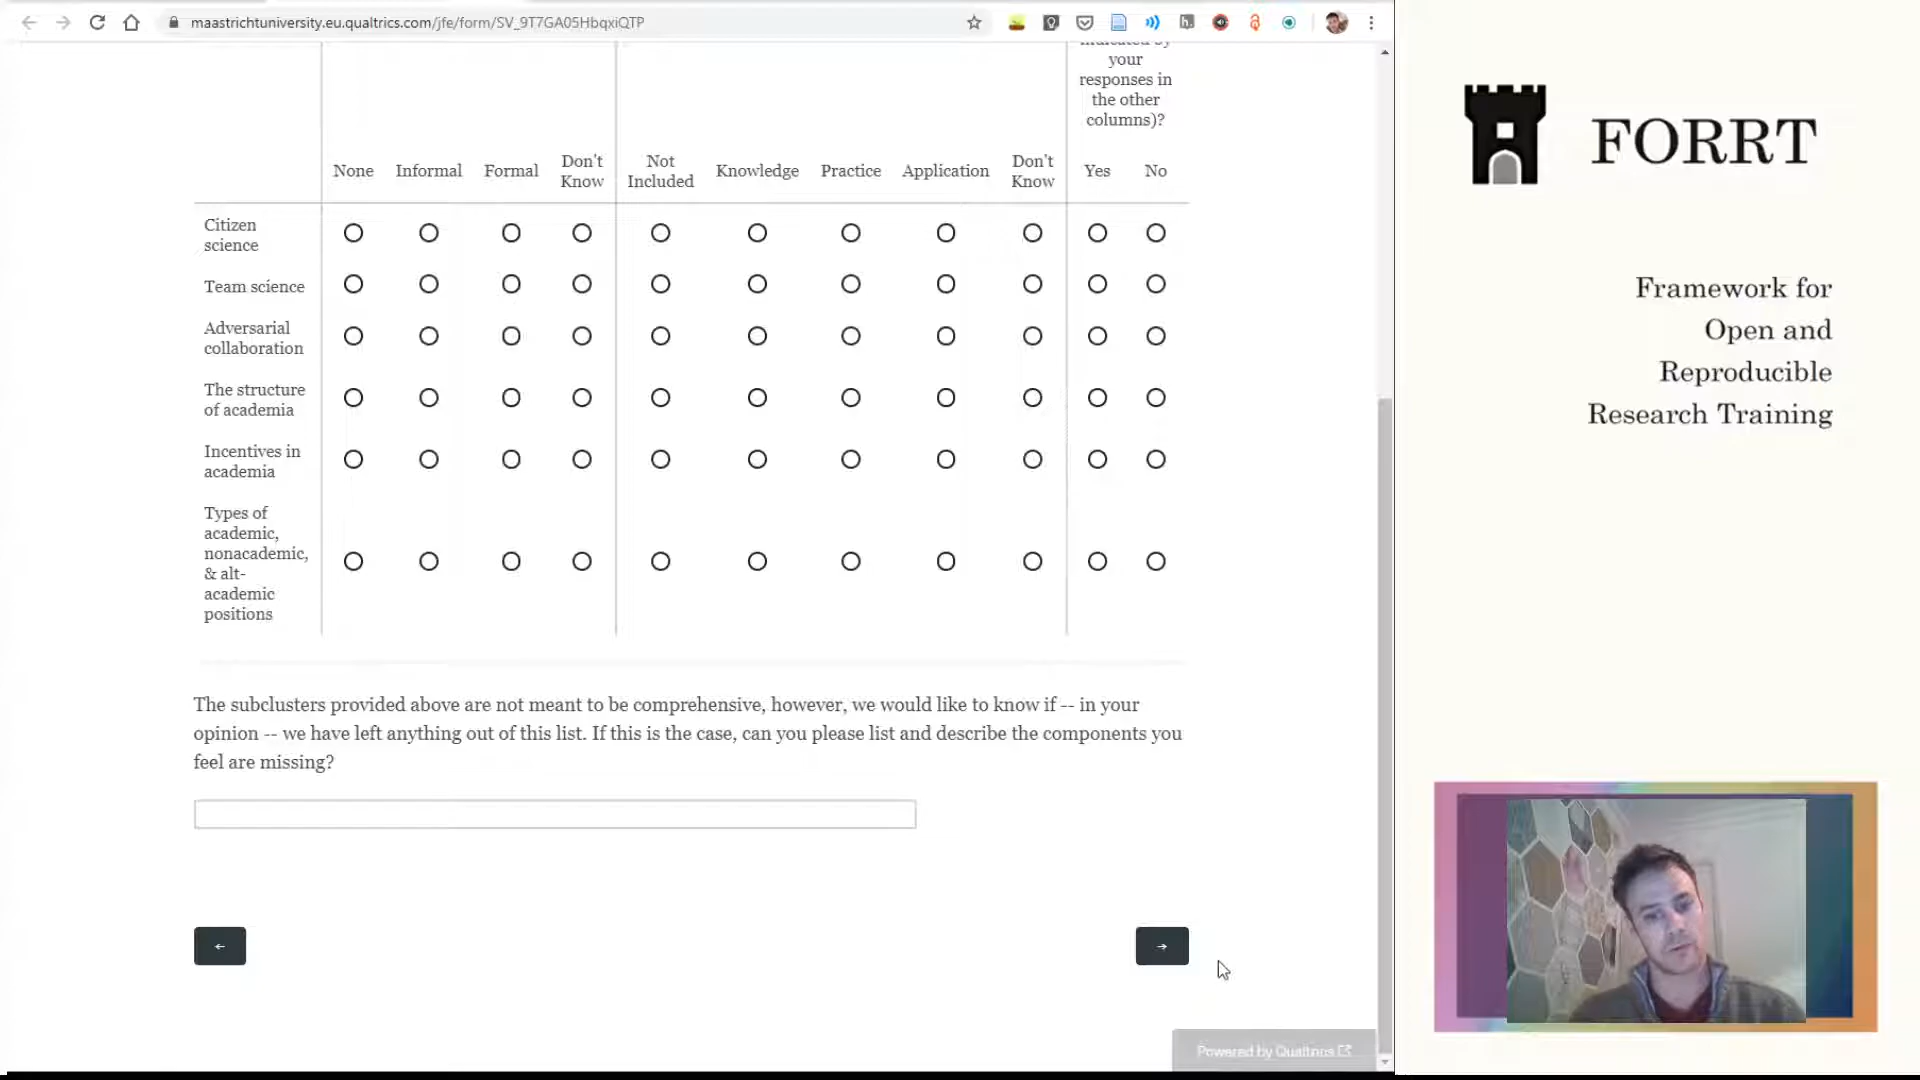 maastrichtuniversity.eu.qualtrics.com/jfe/form/SV_9T7GA05HbqxiQTP
indicated by
your
responses in
the other
columns)?
None Informal Formal Don't Know Not Included Knowledge Practice Application Don't Know Yes No
Citizen
science
Team science
Adversarial
collaboration
The structure
of academia
Incentives in
academia
Types of
academic,
nonacademic,
& alt-
academic
positions
The subclusters provided above are not meant to be comprehensive, however, we would like to know if -- in your
opinion -- we have left anything out of this list. If this is the case, can you please list and describe the components you
feel are missing?
Powered by Qualtrics
FORRT
Framework for
Open and
Reproducible
Research Training